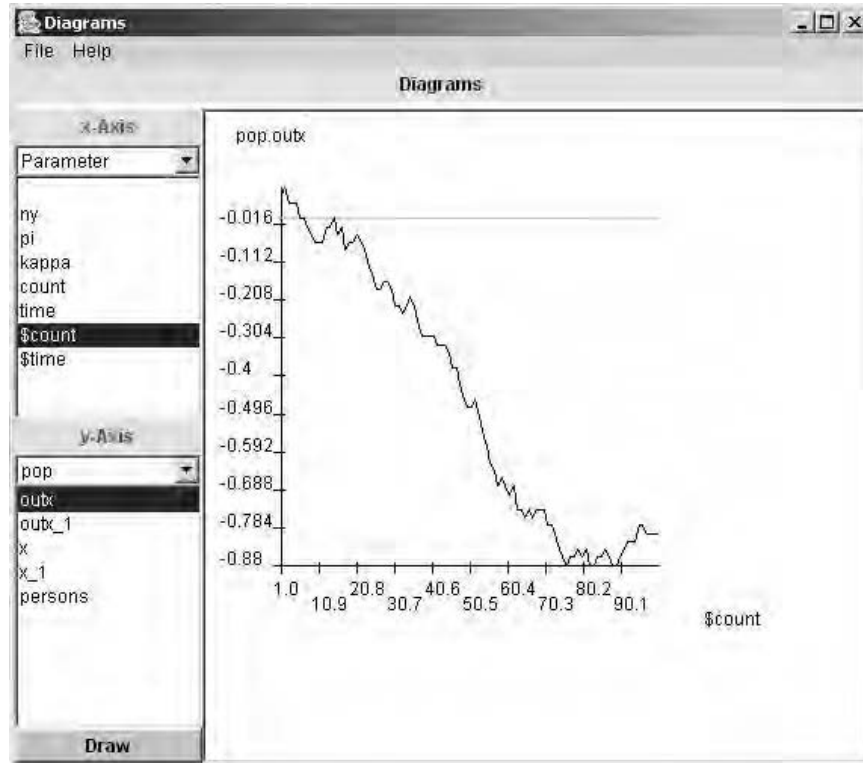 Diagrams
File Help
Diagrams
x-Axis
Parameter
ny
pi
kappa
count
time
$count
$time
y-Axis
pop
outx
outx_1
x
x_1
persons
Draw
pop.outx
-0.016
-0.112
-0.208
-0.304
-0.4
-0.496
-0.592
-0.688
-0.784
-0.88
1.0 20.8 40.6 60.4 80.2
10.9 30.7 50.5 70.3 90.1
$count